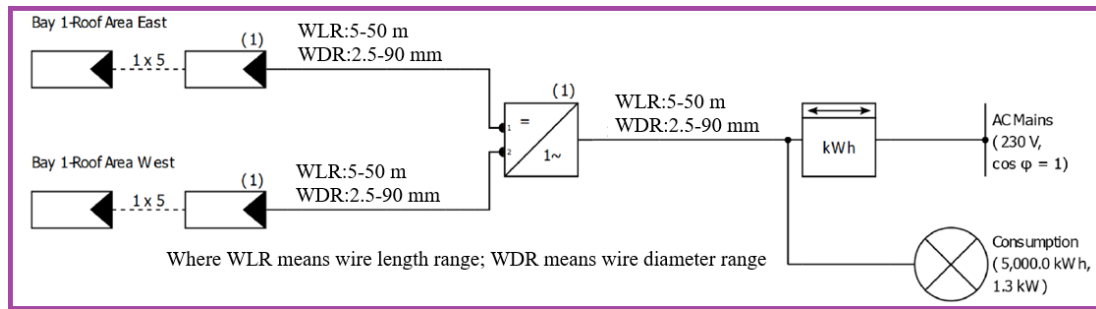 Bay 1-Roof Area East
(1)
WLR:5-50 m
WDR:2.5-90 mm
1 x 5
(1)
WLR:5-50 m
WDR:2.5-90 mm
1
=
2
1~
kWh
AC Mains
( 230 V,
cos φ = 1)
Bay 1-Roof Area West
(1)
WLR:5-50 m
WDR:2.5-90 mm
1 x 5
Where WLR means wire length range; WDR means wire diameter range
Consumption
( 5,000.0 kWh,
1.3 kW )